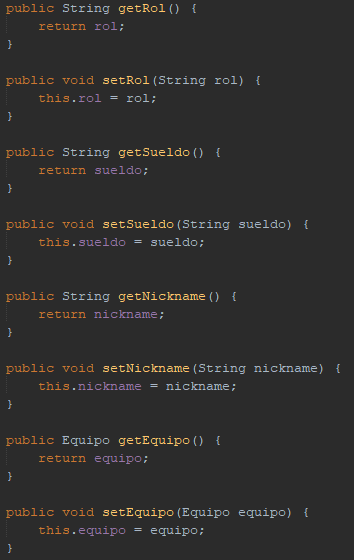 public String getRol() {
    return rol;
}

public void setRol(String rol) {
    this.rol = rol;
}

public String getSueldo() {
    return sueldo;
}

public void setSueldo(String sueldo) {
    this.sueldo = sueldo;
}

public String getNickname() {
    return nickname;
}

public void setNickname(String nickname) {
    this.nickname = nickname;
}

public Equipo getEquipo() {
    return equipo;
}

public void setEquipo(Equipo equipo) {
    this.equipo = equipo;
}